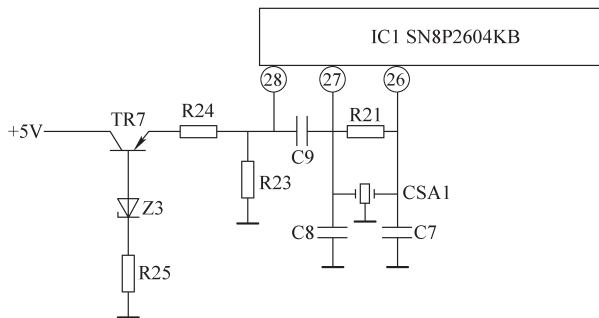 IC1 SN8P2604KB
28
27
26
TR7
R24
R21
+5V
C9
R23
Z3
CSA1
C8
C7
R25